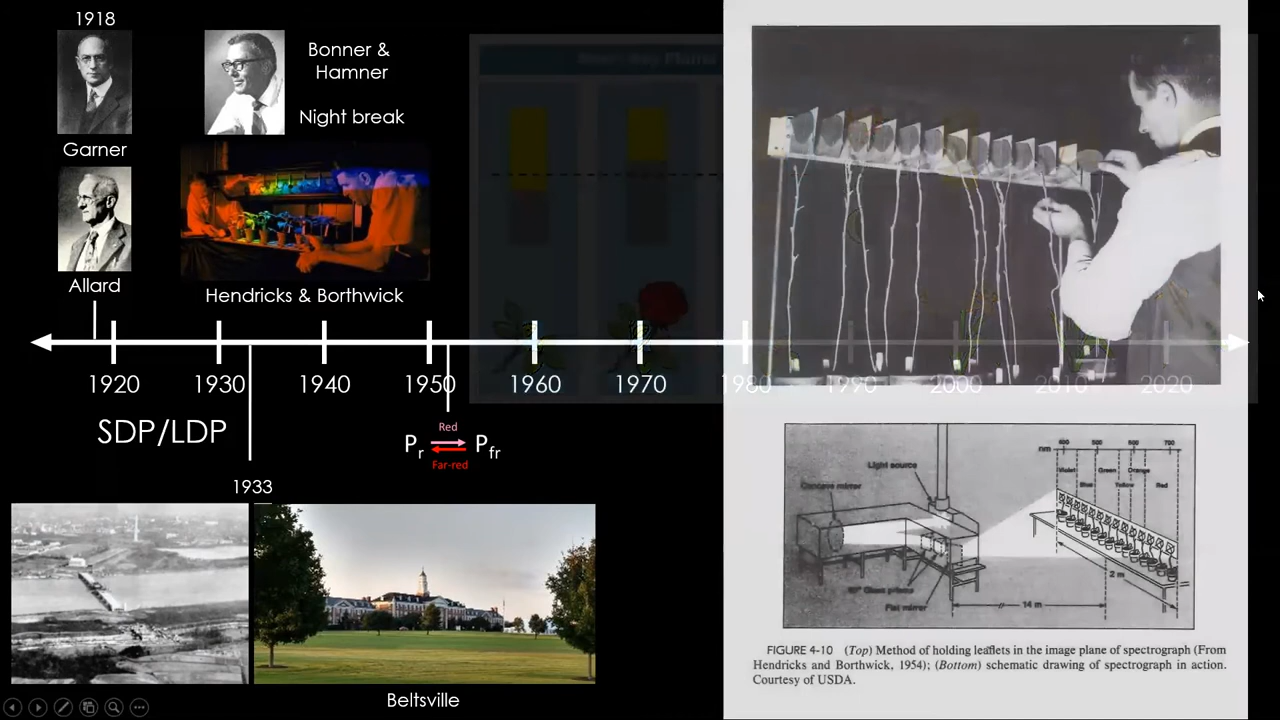 1918
Bonner &
Hamner
Night break
Garner
Allard
Hendricks & Borthwick
1920
1930
1940
1950
1960
1970
1980
1990
2000
2010
2020
SDP/LDP
Red
Pr
Pfr
Far-red
1933
Beltsville
nm
400
500
600
700
Violet
Green
Orange
Blue
Yellow
Red
Light source
Concave mirror
Flat mirror
2 m
14 m
FIGURE 4-10 (Top) Method of holding leaflets in the image plane of spectrograph (From
Hendricks and Borthwick, 1954); (Bottom) schematic drawing of spectrograph in action.
Courtesy of USDA.